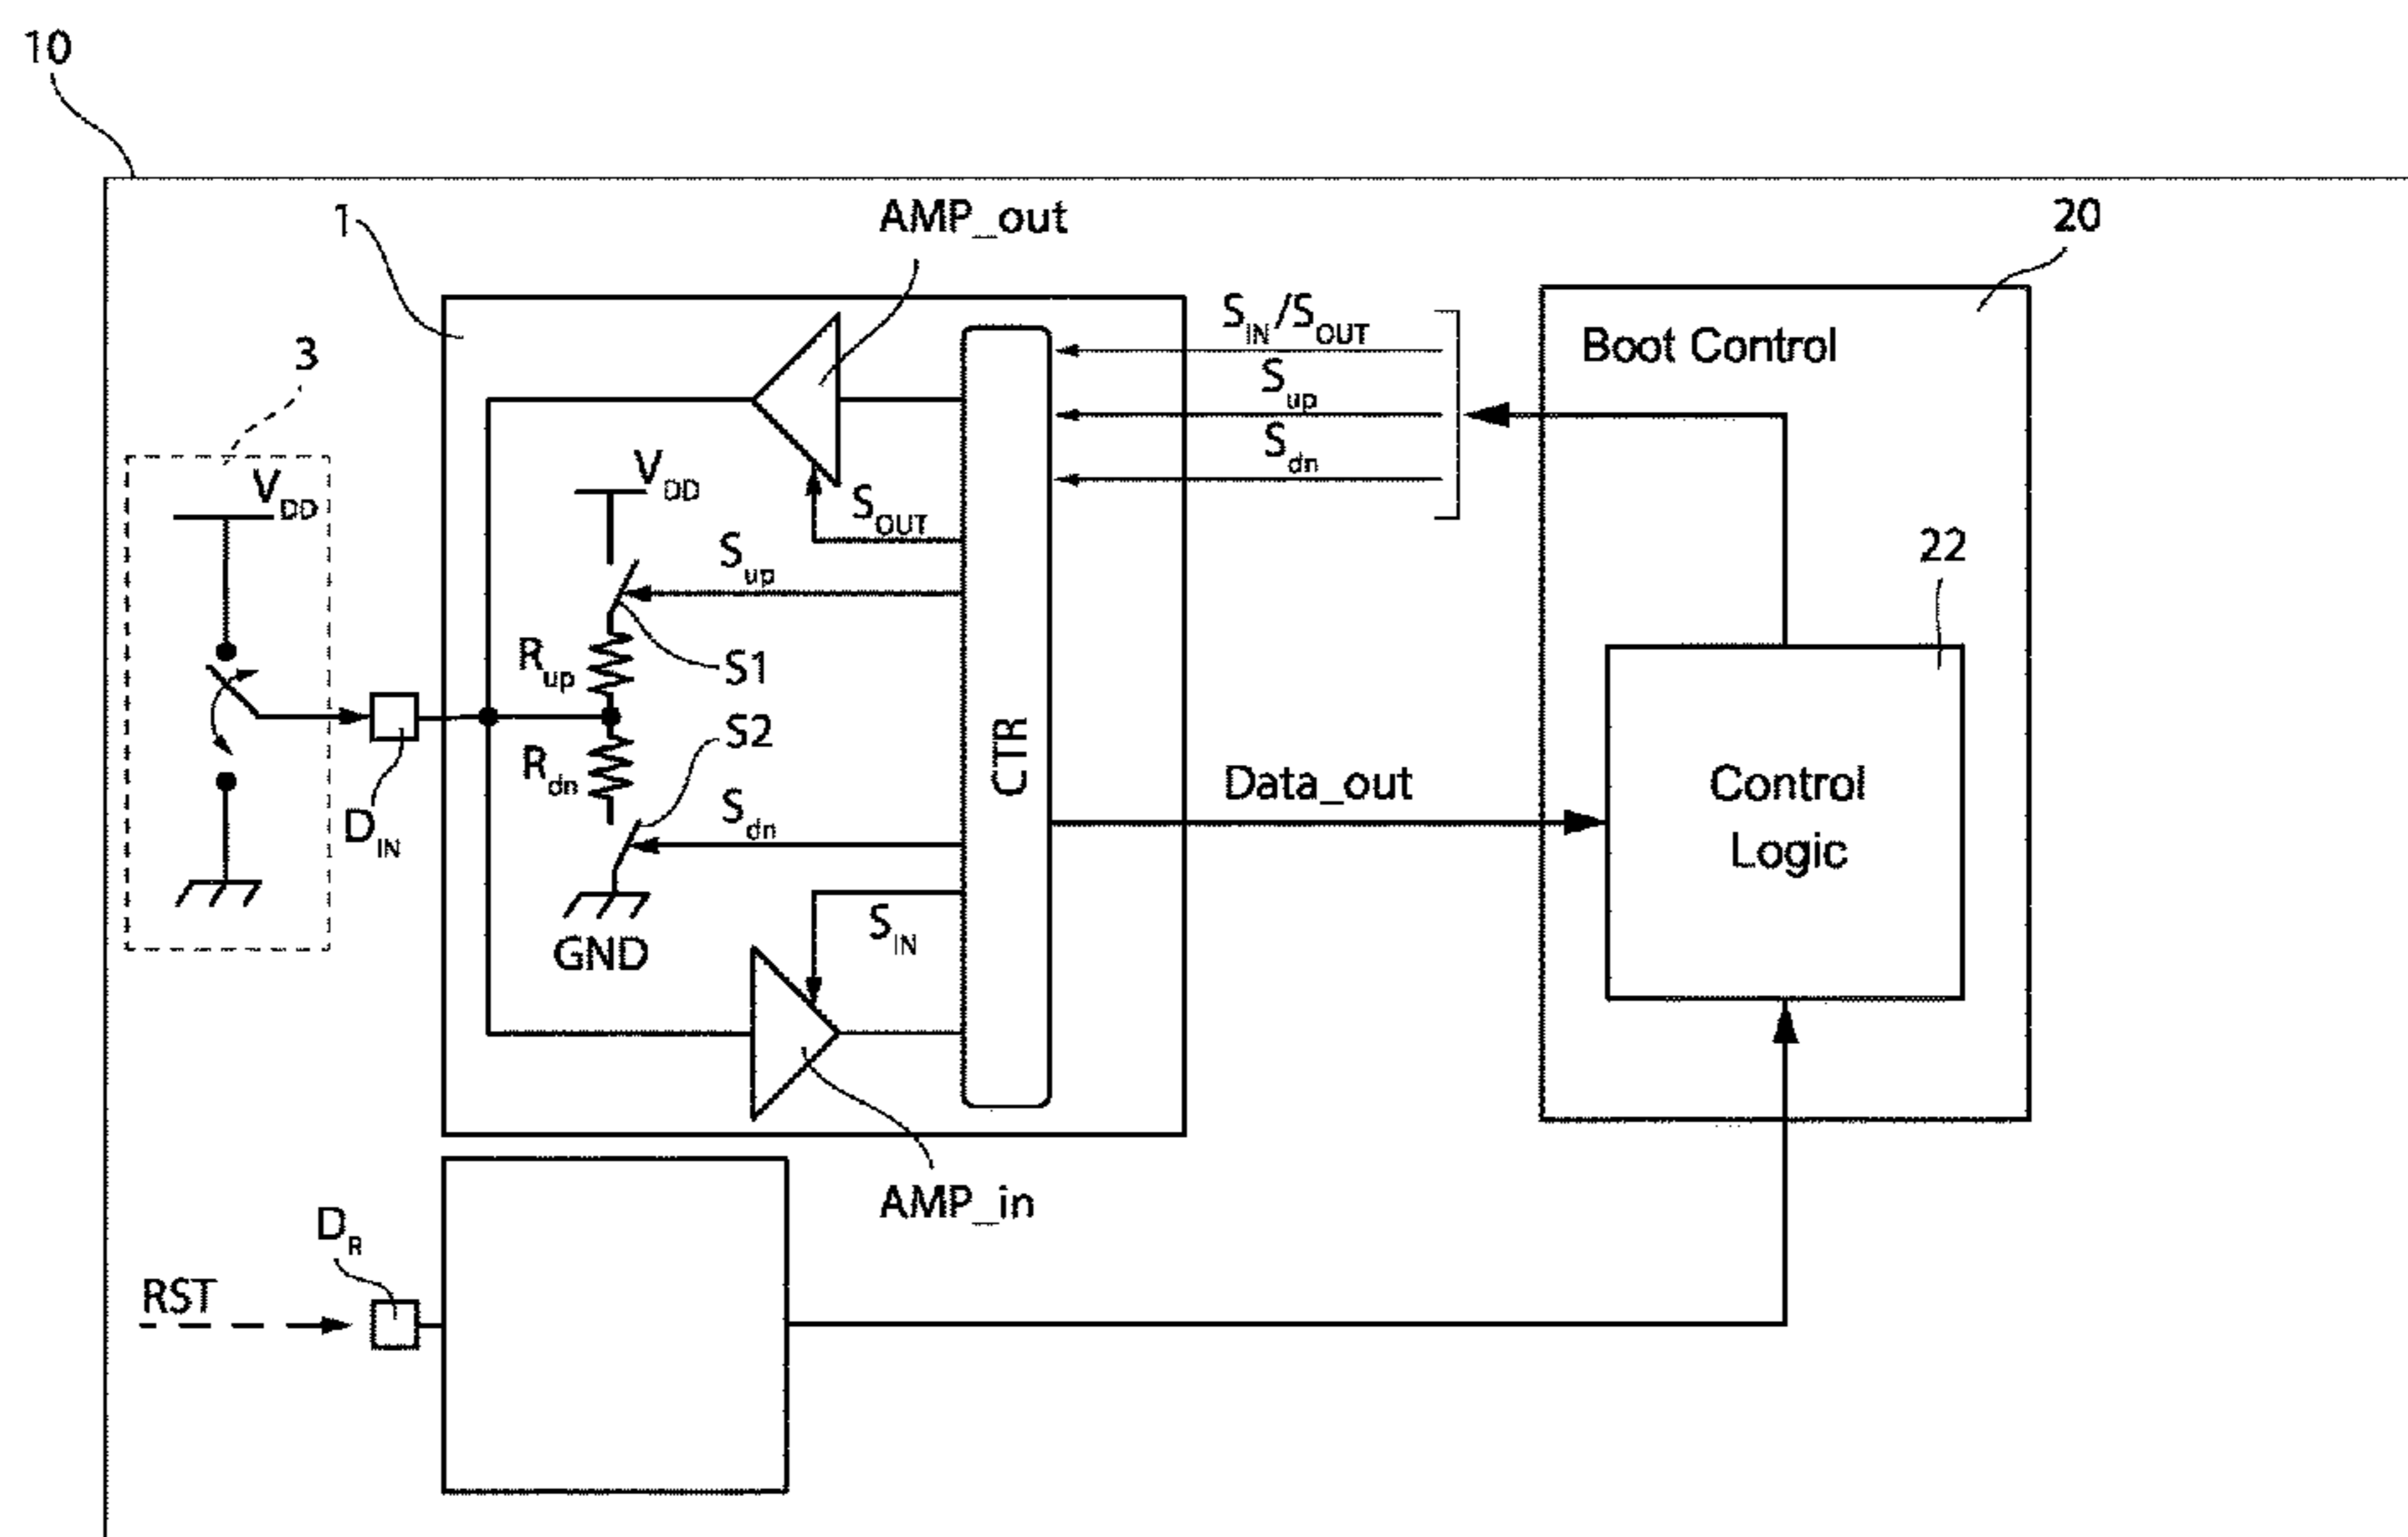 10
1
AMP_out
20
3
S_IN/S_OUT
Boot Control
S_up
S_dn
V_DD
V_DD
S_OUT
S_up
22
R_up
S1
S2
R_dn
CTR
S_dn
Data_out
Control
Logic
D_IN
S_IN
GND
AMP_in
D_R
RST